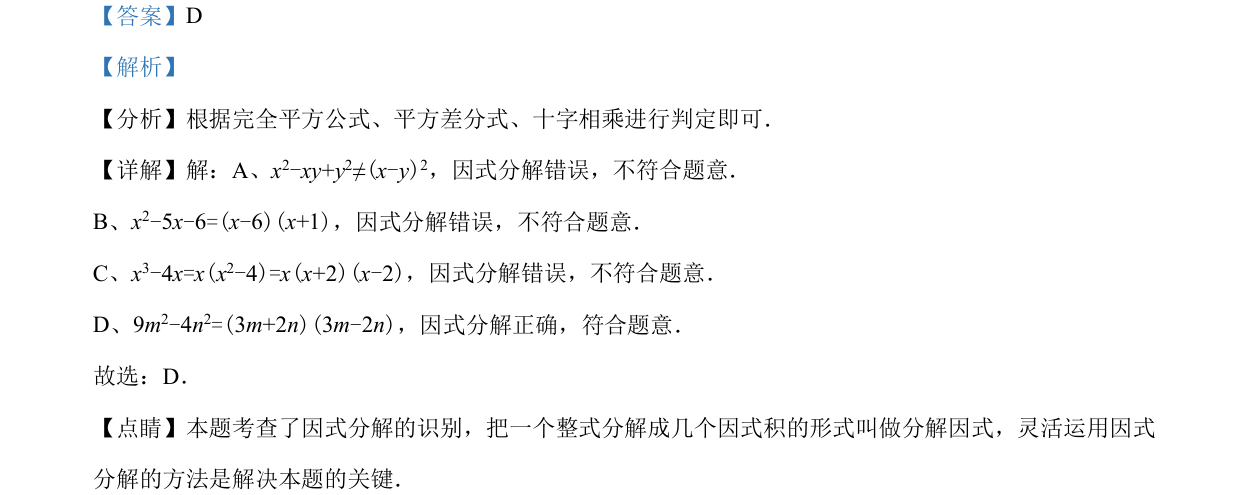 【答案】D
【解析】
【分析】根据完全平方公式、平方差分式、十字相乘进行判定即可．
【详解】解：A、x²−xy+y²≠(x−y)²，因式分解错误，不符合题意．
B、x²−5x−6=(x−6)(x+1)，因式分解错误，不符合题意．
C、x³−4x=x(x²−4)=x(x+2)(x−2)，因式分解错误，不符合题意．
D、9m²−4n²=(3m+2n)(3m−2n)，因式分解正确，符合题意．
故选：D．
【点睛】本题考查了因式分解的识别，把一个整式分解成几个因式积的形式叫做分解因式，灵活运用因式
分解的方法是解决本题的关键．